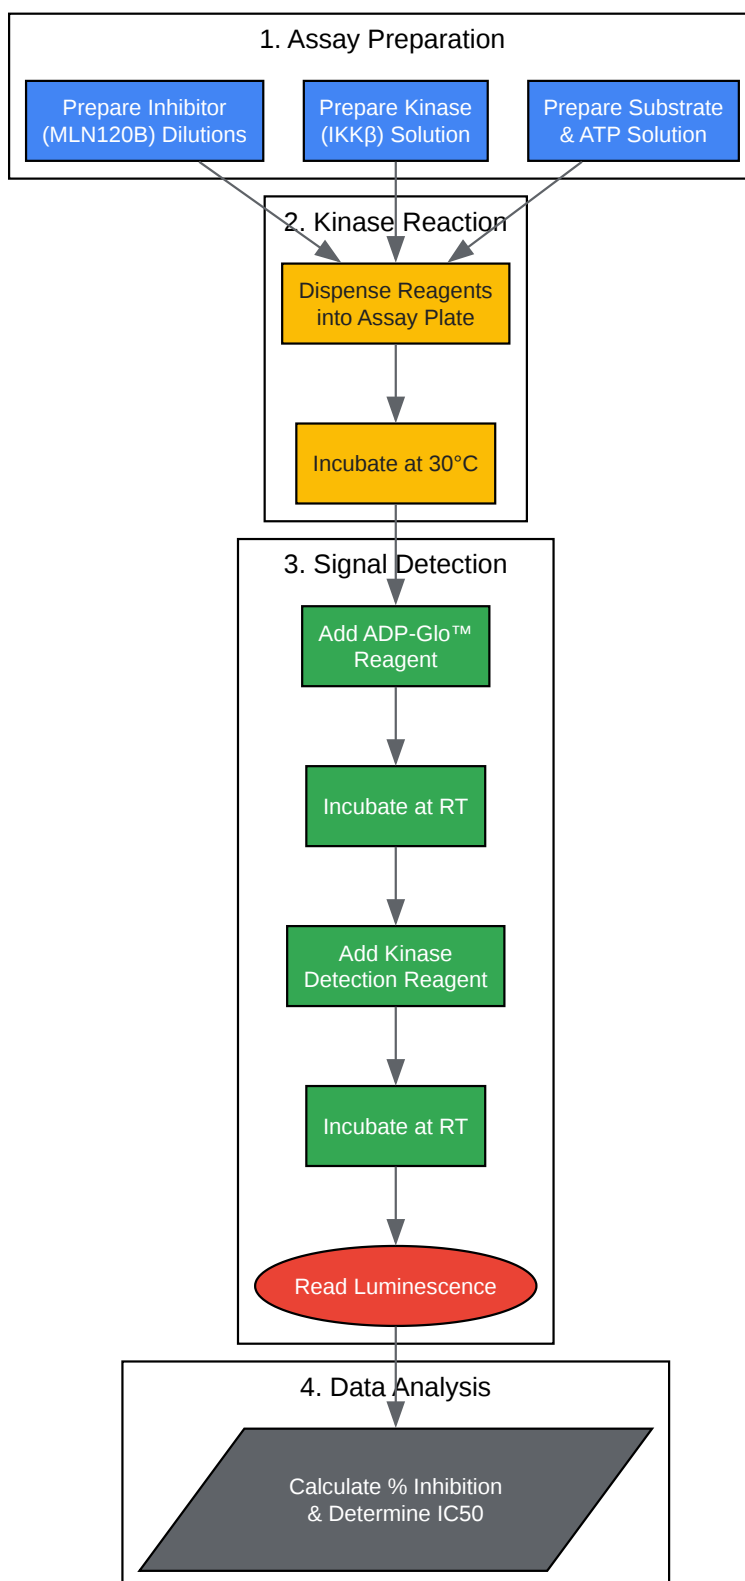 1. Assay Preparation
Prepare Inhibitor
(MLN120B) Dilutions
Prepare Kinase
(IKKβ) Solution
Prepare Substrate
& ATP Solution
2. Kinase Reaction
Dispense Reagents
into Assay Plate
Incubate at 30°C
3. Signal Detection
Add ADP-Glo™
Reagent
Incubate at RT
Add Kinase
Detection Reagent
Incubate at RT
Read Luminescence
4. Data Analysis
Calculate % Inhibition
& Determine IC50